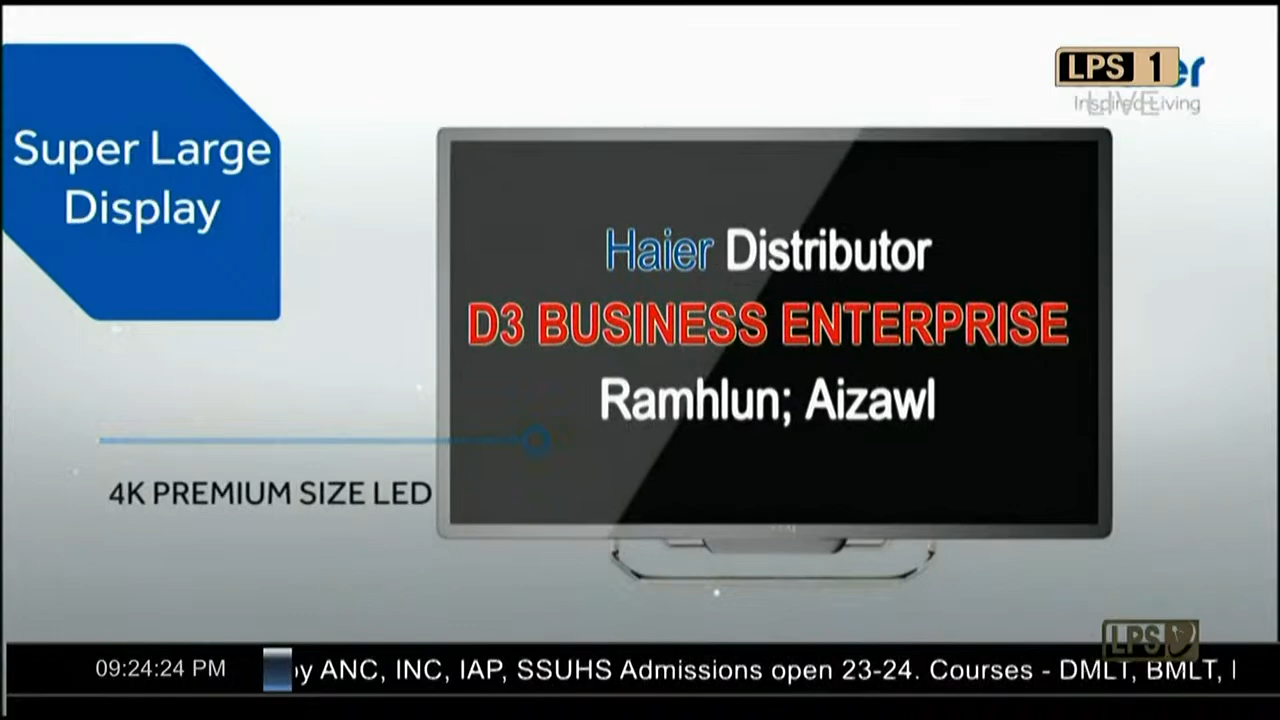 Super Large
Display
LPS 1
LIVE
Inspired Living
Haier Distributor
D3 BUSINESS ENTERPRISE
Ramhlun; Aizawl
4K PREMIUM SIZE LED
LPS
09:24:24 PM
ANC, INC, IAP, SSUHS Admissions open 23-24. Courses - DMLT, BMLT,